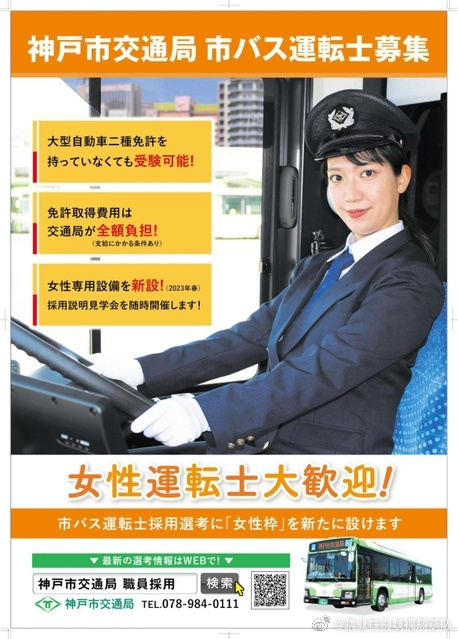 神戸市交通局 市バス運転士募集
大型自動車二種免許を
持っていなくても受験可能!
免許取得費用は
交通局が全額負担!
(支給にかかる条件あり)
女性専用設備を新設!(2023年春)
採用説明見学会を随時開催します!
女性運転士大歓迎!
市バス運転士採用選考に「女性枠」を新たに設けます
▼ 最新の選考情報はWEBで! ▼
神戸市交通局 職員採用 検索
神戸市交通局 TEL.078-984-0111
神戸市交通局